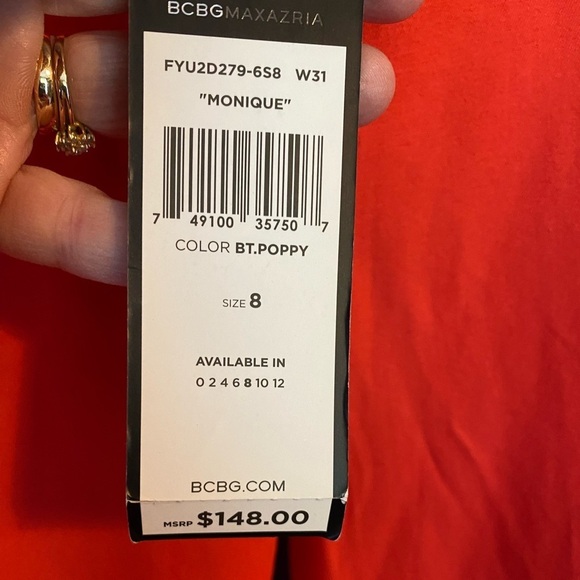 BCBGMAXAZRIA
FYU2D279-6S8 W31
"MONIQUE"
7 49100 35750 7
COLOR BT.POPPY
SIZE 8
AVAILABLE IN
0 2 4 6 8 10 12
BCBG.COM
MSRP $148.00